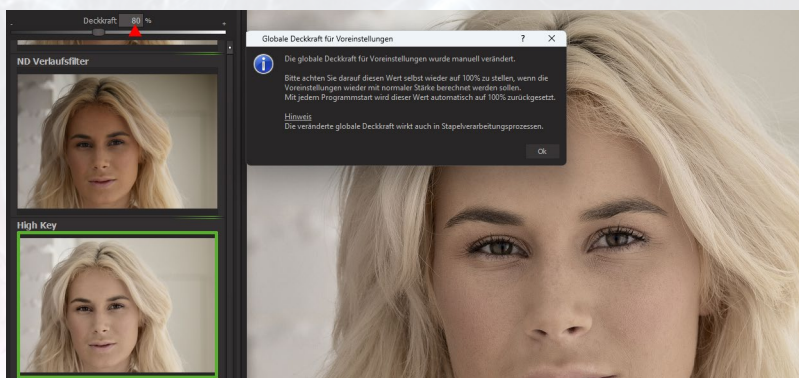 Deckkraft 80 %
- +
ND Verlaufsfilter
High Key
Globale Deckkraft für Voreinstellungen ? X
Die globale Deckkraft für Voreinstellungen wurde manuell verändert.
Bitte achten Sie darauf diesen Wert selbst wieder auf 100% zu stellen, wenn die
Voreinstellungen wieder mit normaler Stärke berechnet werden sollen.
Mit jedem Programmstart wird dieser Wert automatisch auf 100% zurückgesetzt.
Hinweis
Die veränderte globale Deckkraft wirkt auch in Stapelverarbeitungsprozessen.
Ok